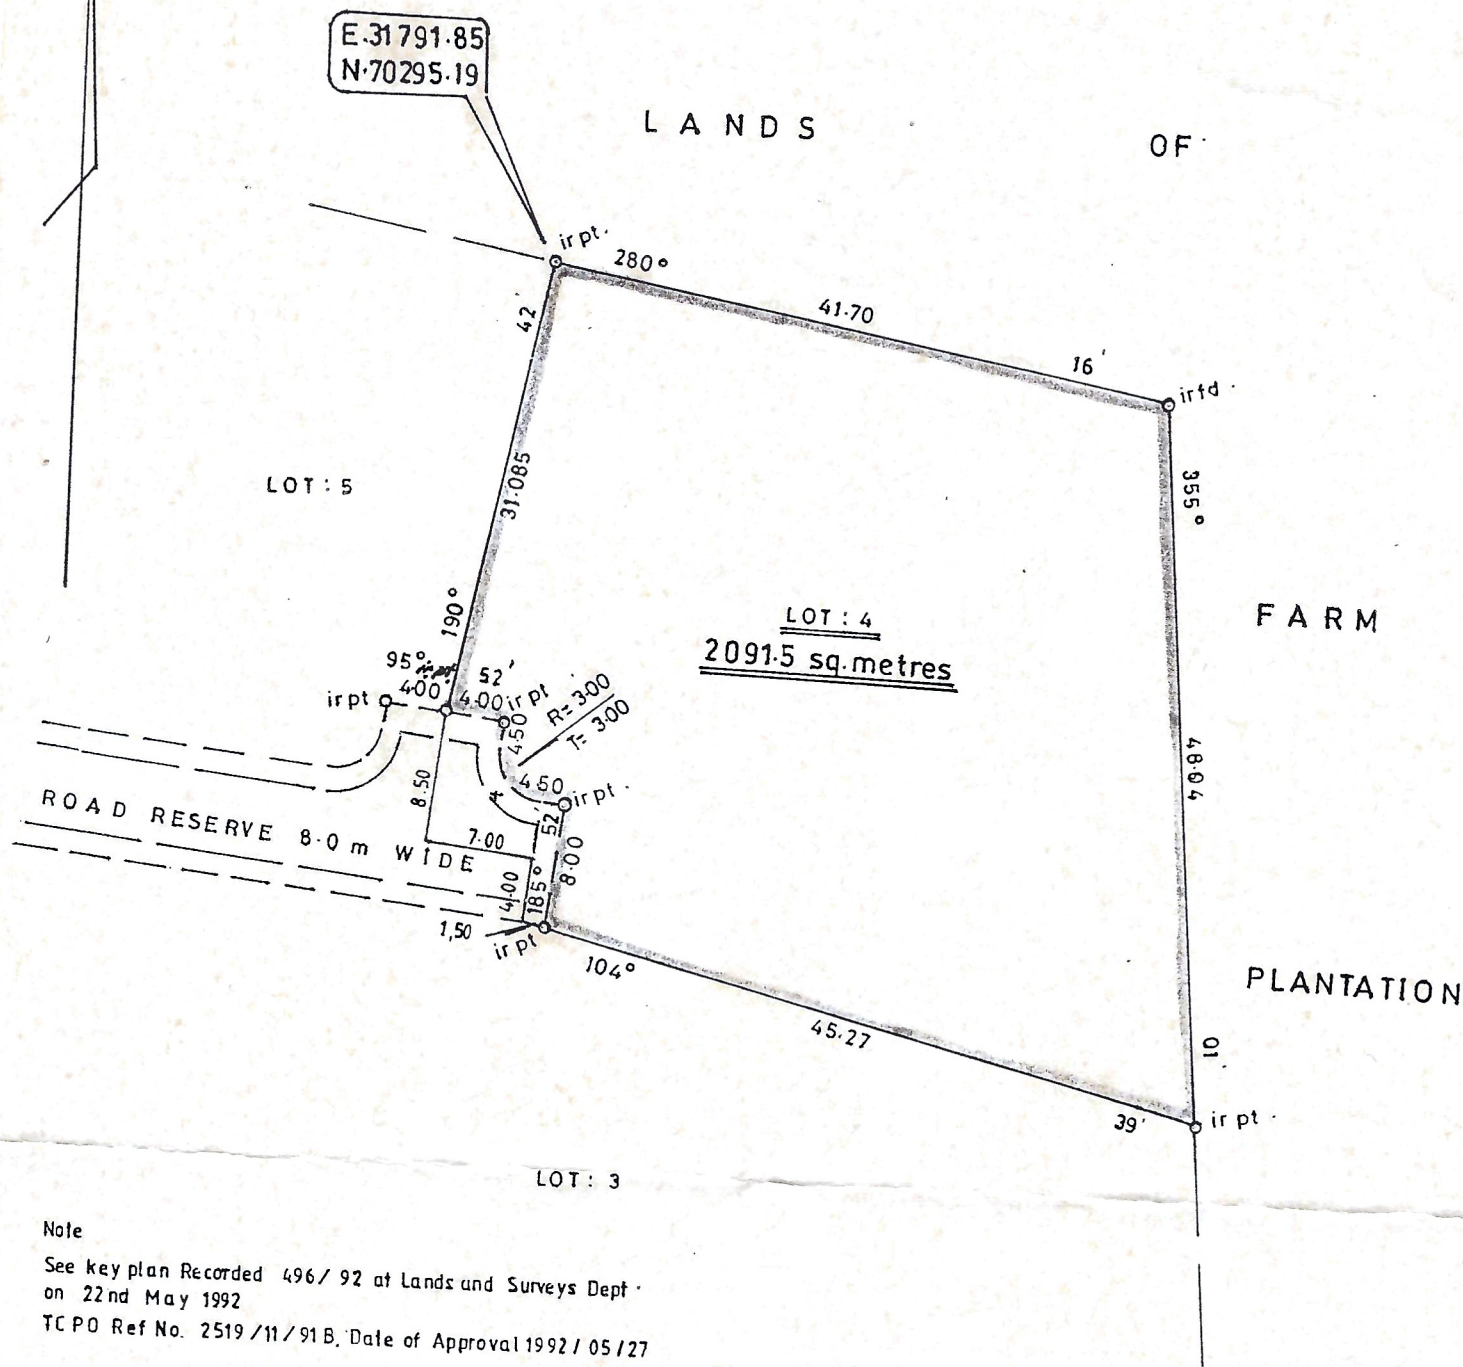 E.31791.85
N.70295.19
LANDS OF
ir pt.
280°
42
41.70
16'
ir fd.
355°
LOT : 5
31.085
190°
LOT : 4
2091.5 sq.metres
FARM
95° 52'
ir pt 4.00 4.00 ir pt
R= 3.00
T= 3.00
4.50
4.50
ir pt.
8.50
48.04
ROAD RESERVE 8.0 m WIDE
7.00
52'
185°
8.00
4.00
1,50
ir pt
104°
45.27
39'
01'
ir pt.
PLANTATION
LOT : 3
Note
See key plan Recorded 496/ 92 at Lands and Surveys Dept.
on 22nd May 1992
TCPO Ref No. 2519 /11/ 91 B. Date of Approval 1992 / 05 / 27